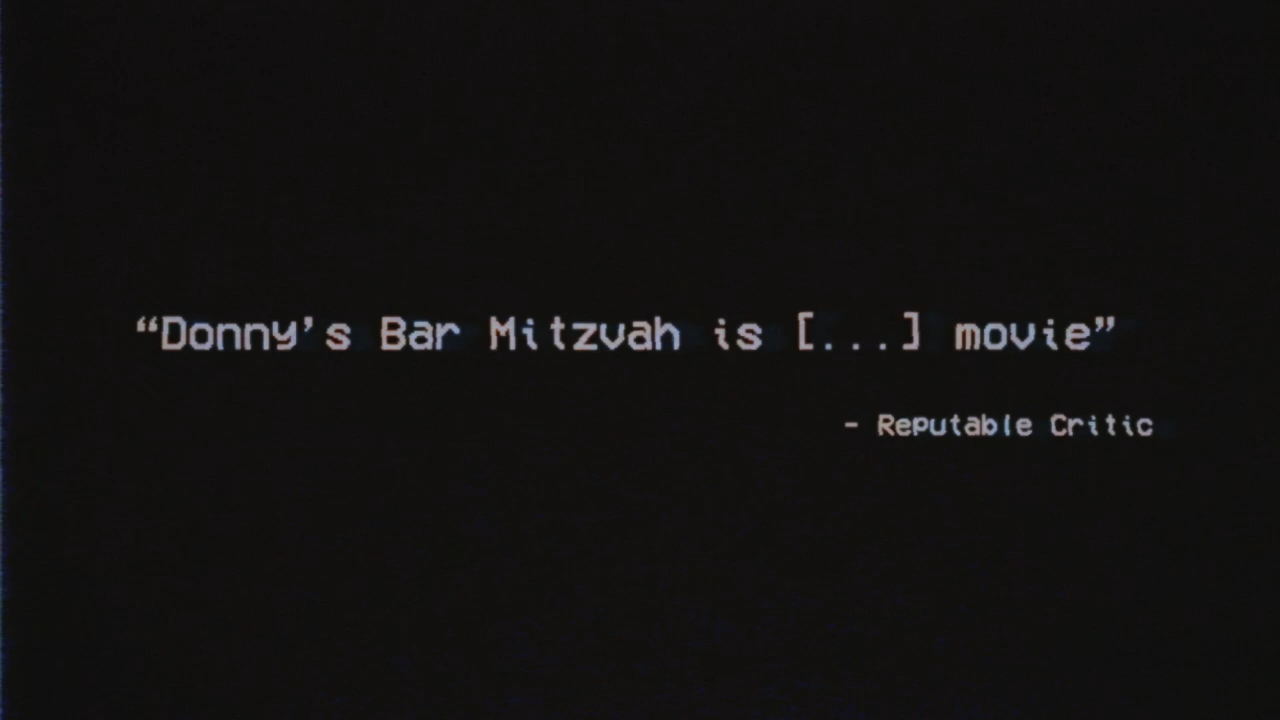 “Donny’s Bar Mitzvah is [...] movie”
- Reputable Critic